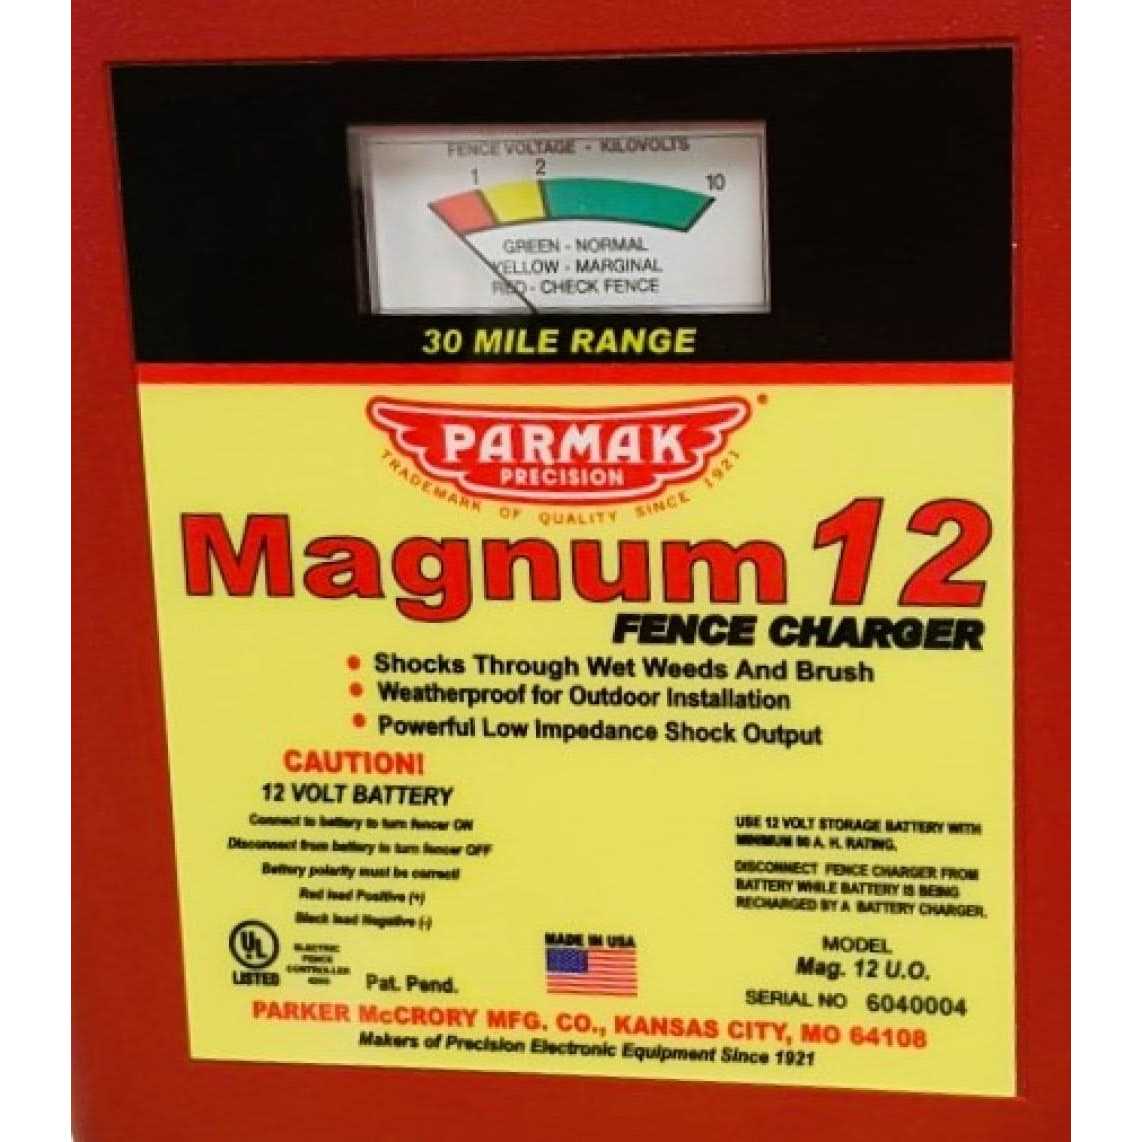 FENCE VOLTAGE - KILOVOLTS
1 2 10
GREEN - NORMAL
YELLOW - MARGINAL
RED - CHECK FENCE
30 MILE RANGE
PARMAK
PRECISION
TRADEMARK OF QUALITY SINCE 1921
Magnum 12
FENCE CHARGER
• Shocks Through Wet Weeds And Brush
• Weatherproof for Outdoor Installation
• Powerful Low Impedance Shock Output
CAUTION!
12 VOLT BATTERY
Connect to battery to turn fencer ON
Disconnect from battery to turn fencer OFF
Battery polarity must be correct!
Red lead Positive (+)
Black lead Negative (-)
USE 12 VOLT STORAGE BATTERY WITH
MINIMUM A. H. RATING.
DISCONNECT FENCE CHARGER FROM
BATTERY WHILE BATTERY IS BEING
RECHARGED BY A BATTERY CHARGER.
UL
LISTED
ELECTRIC
FENCE
CONTROLLER
Pat. Pend.
MADE IN USA
MODEL
Mag. 12 U.O.
SERIAL NO 6040004
PARKER McCRORY MFG. CO., KANSAS CITY, MO 64108
Makers of Precision Electronic Equipment Since 1921